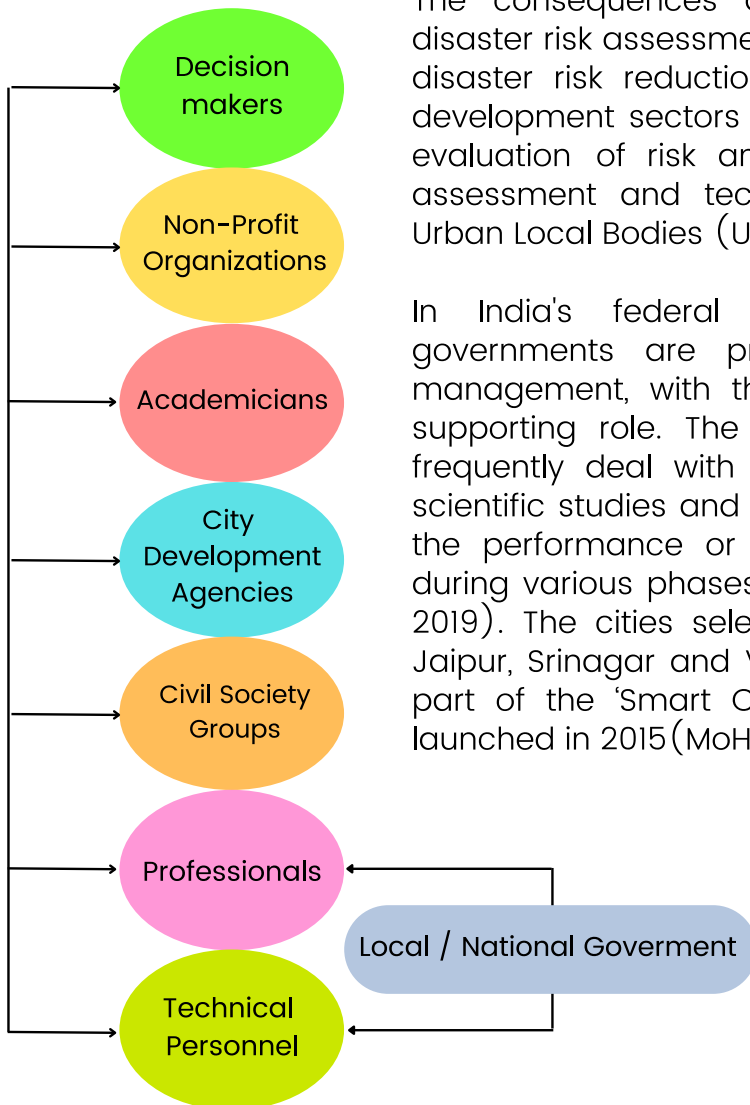 Decision
makers
Non-Profit
Organizations
Academicians
City
Development
Agencies
Civil Society
Groups
Professionals
Technical
Personnel
Local / National Goverment
The consequences
disaster risk assessme
disaster risk reductio
development sectors
evaluation of risk an
assessment and tec
Urban Local Bodies (U
In India's federal
governments are pr
management, with th
supporting role. The
frequently deal with
scientific studies and
the performance or
during various phases
2019). The cities sele
Jaipur, Srinagar and V
part of the ‘Smart C
launched in 2015(MoH